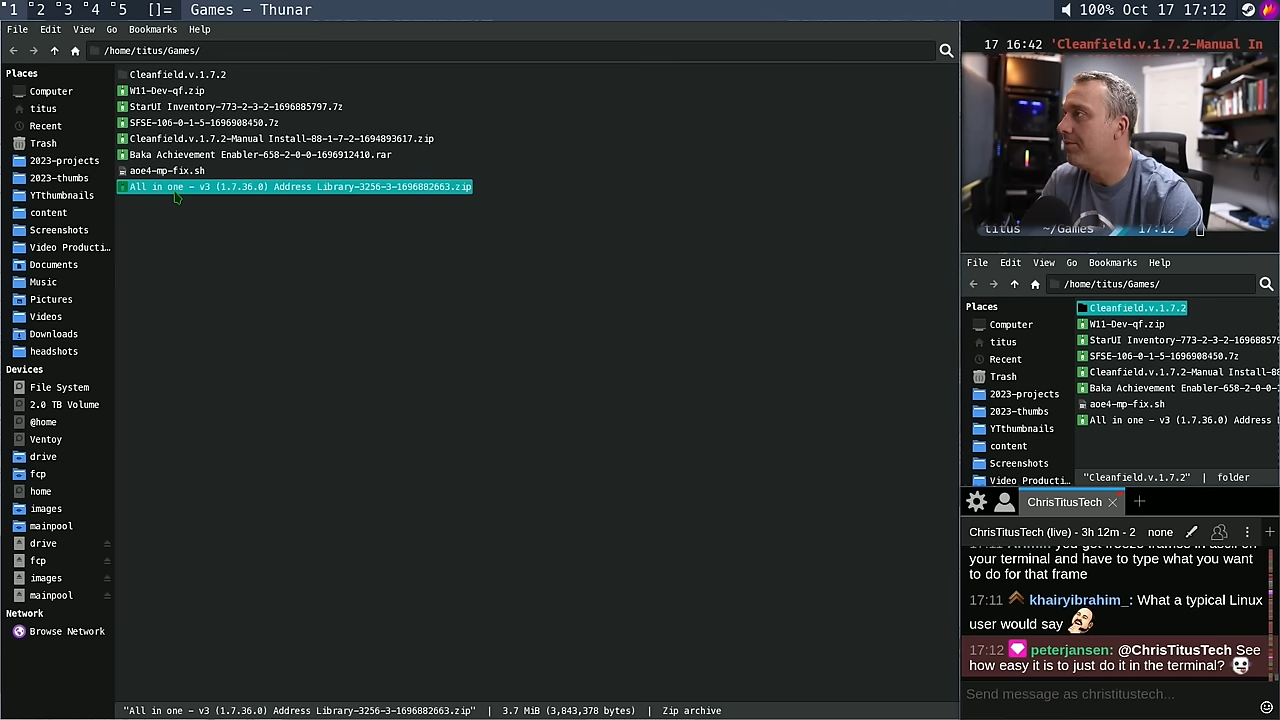 1 2 3 4 5 []= Games - Thunar 100% Oct 17 17:12
File Edit View Go Bookmarks Help
/home/titus/Games/
Places
Computer
titus
Recent
Trash
2023-projects
2023-thumbs
YTthumbnails
content
Screenshots
Video Producti...
Documents
Music
Pictures
Videos
Downloads
headshots
Devices
File System
2.0 TB Volume
@home
Ventoy
drive
fcp
home
images
mainpool
drive
fcp
images
mainpool
Network
Browse Network
Cleanfield.v.1.7.2
W11-Dev-qf.zip
StarUI Inventory-773-2-3-2-1696885797.7z
SFSE-106-0-1-5-1696908450.7z
Cleanfield.v.1.7.2-Manual Install-88-1-7-2-1694893617.zip
Baka Achievement Enabler-658-2-0-0-1696912410.rar
aoe4-mp-fix.sh
All in one - v3 (1.7.36.0) Address Library-3256-3-1696882663.zip
"All in one - v3 (1.7.36.0) Address Library-3256-3-1696882663.zip" | 3.7 MiB (3,843,378 bytes) | Zip archive
17 16:42 'Cleanfield.v.1.7.2-Manual In
titus ~/Games 17:12
File Edit View Go Bookmarks Help
/home/titus/Games/
Places
Computer
titus
Recent
Trash
2023-projects
2023-thumbs
YTthumbnails
content
Screenshots
Video Producti...
Cleanfield.v.1.7.2
W11-Dev-qf.zip
StarUI Inventory-773-2-3-2-169688579
SFSE-106-0-1-5-1696908450.7z
Cleanfield.v.1.7.2-Manual Install-88
Baka Achievement Enabler-658-2-0-0-1
aoe4-mp-fix.sh
All in one - v3 (1.7.36.0) Address L
"Cleanfield.v.1.7.2" | folder
ChrisTitusTech
ChrisTitusTech (live) - 3h 12m - 2 none
your terminal and have to type what you want
to do for that frame
17:11 khairyibrahim_: What a typical Linux
user would say
17:12 peterjansen: @ChrisTitusTech See
how easy it is to just do it in the terminal?
Send message as christitustech...